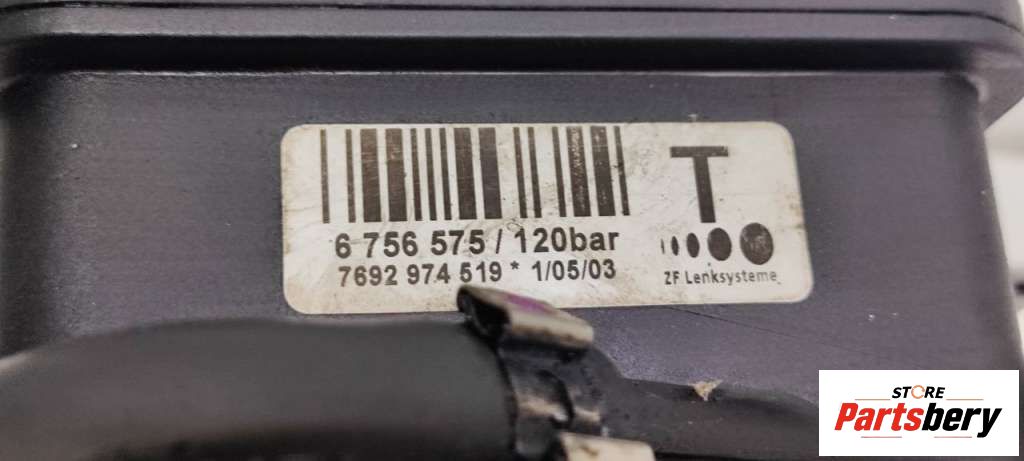 T
6 756 575 / 120bar
7692 974 519 * 1/05/03
ZF Lenksysteme
STORE
Partsbery